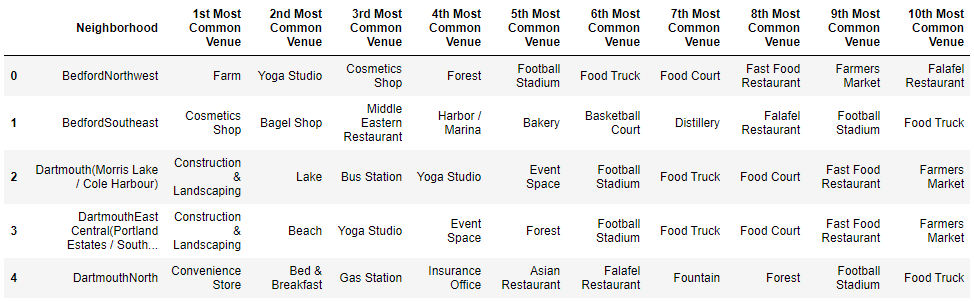 Neighborhood 1st Most Common Venue 2nd Most Common Venue 3rd Most Common Venue 4th Most Common Venue 5th Most Common Venue 6th Most Common Venue 7th Most Common Venue 8th Most Common Venue 9th Most Common Venue 10th Most Common Venue
0 BedfordNorthwest Farm Yoga Studio Cosmetics Shop Forest Football Stadium Food Truck Food Court Fast Food Restaurant Farmers Market Falafel Restaurant
1 BedfordSoutheast Cosmetics Shop Bagel Shop Middle Eastern Restaurant Harbor / Marina Bakery Basketball Court Distillery Falafel Restaurant Football Stadium Food Truck
2 Dartmouth(Morris Lake / Cole Harbour) Construction & Landscaping Lake Bus Station Yoga Studio Event Space Football Stadium Food Truck Food Court Fast Food Restaurant Farmers Market
3 DartmouthEast Central(Portland Estates / South... Construction & Landscaping Beach Yoga Studio Event Space Forest Football Stadium Food Truck Food Court Fast Food Restaurant Farmers Market
4 DartmouthNorth Convenience Store Bed & Breakfast Gas Station Insurance Office Asian Restaurant Falafel Restaurant Fountain Forest Football Stadium Food Truck